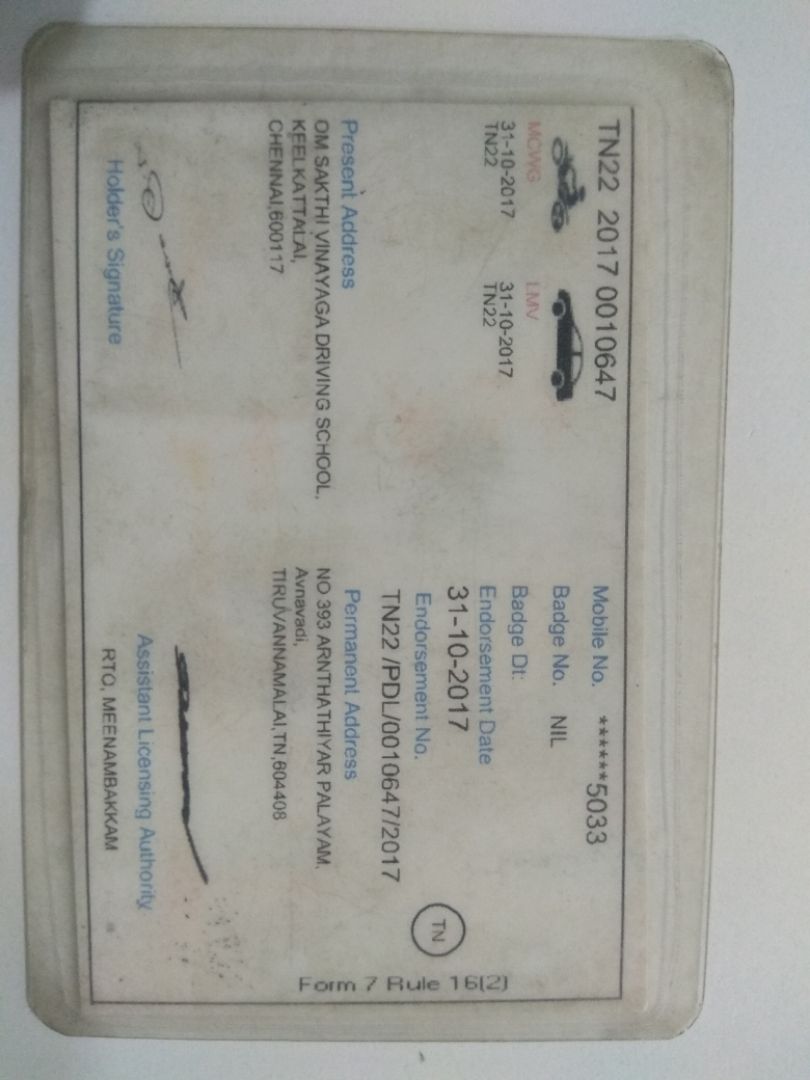 TN22 2017 0010647
MCWG
31-10-2017
TN22
LMV
31-10-2017
TN22
Mobile No. ******5033
Badge No. NIL
Badge Dt:
Endorsement Date
31-10-2017
Endorsement No.
TN22 /PDL/0010647/2017
TN
Present Address
OM SAKTHI VINAYAGA DRIVING SCHOOL,
KEELKATTALAI,
CHENNAI,600117
Permanent Address
NO 393 ARNTHATHIYAR PALAYAM,
Avnavadi,
TIRUVANNAMALAI,TN,604408
Holder's Signature
Assistant Licensing Authority
RTO, MEENAMBAKKAM
Form 7 Rule 16(2)